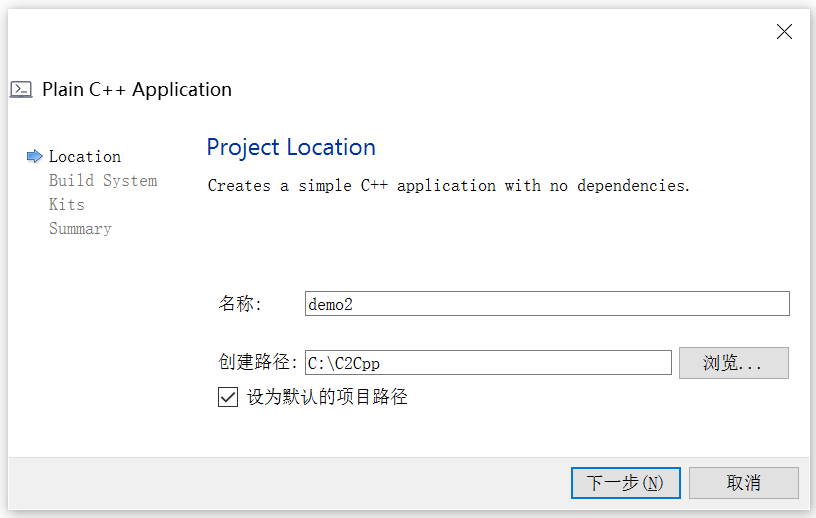 Plain C++ Application
Location
Build System
Kits
Summary
Project Location
Creates a simple C++ application with no dependencies.
名称: demo2
创建路径: C:\C2Cpp 浏览...
设为默认的项目路径
下一步(N) 取消